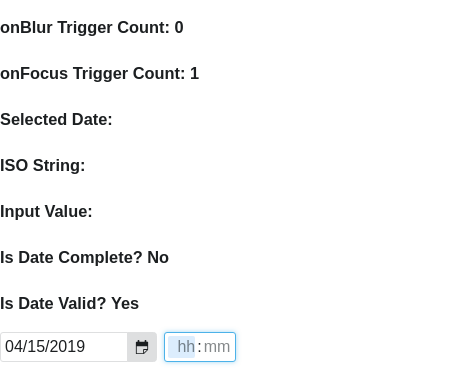 onBlur Trigger Count: 0
onFocus Trigger Count: 1
Selected Date:
ISO String:
Input Value:
Is Date Complete? No
Is Date Valid? Yes
04/15/2019 hh:mm